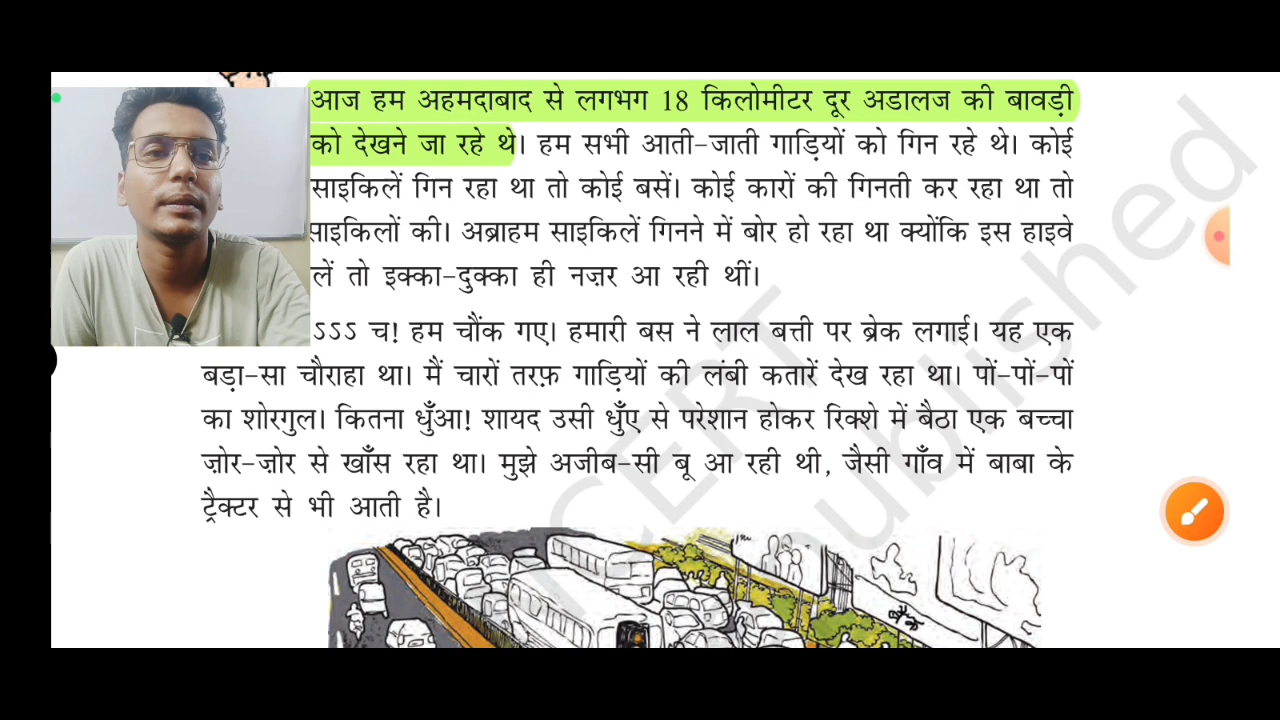 आज हम अहमदाबाद से लगभग 18 किलोमीटर दूर अडालज की बावड़ी
को देखने जा रहे थे। हम सभी आती-जाती गाड़ियों को गिन रहे थे। कोई
साइकिलें गिन रहा था तो कोई बसें। कोई कारों की गिनती कर रहा था तो
साइकिलों की। अब्राहम साइकिलें गिनने में बोर हो रहा था क्योंकि इस हाइवे
लें तो इक्का-दुक्का ही नज़र आ रही थीं।
ऽऽऽ च! हम चौंक गए। हमारी बस ने लाल बत्ती पर ब्रेक लगाई। यह एक
बड़ा-सा चौराहा था। मैं चारों तरफ़ गाड़ियों की लंबी कतारें देख रहा था। पों-पों-पों
का शोरगुल। कितना धुँआ! शायद उसी धुँए से परेशान होकर रिक्शे में बैठा एक बच्चा
ज़ोर-ज़ोर से खाँस रहा था। मुझे अजीब-सी बू आ रही थी, जैसी गाँव में बाबा के
ट्रैक्टर से भी आती है।
NCERT
published